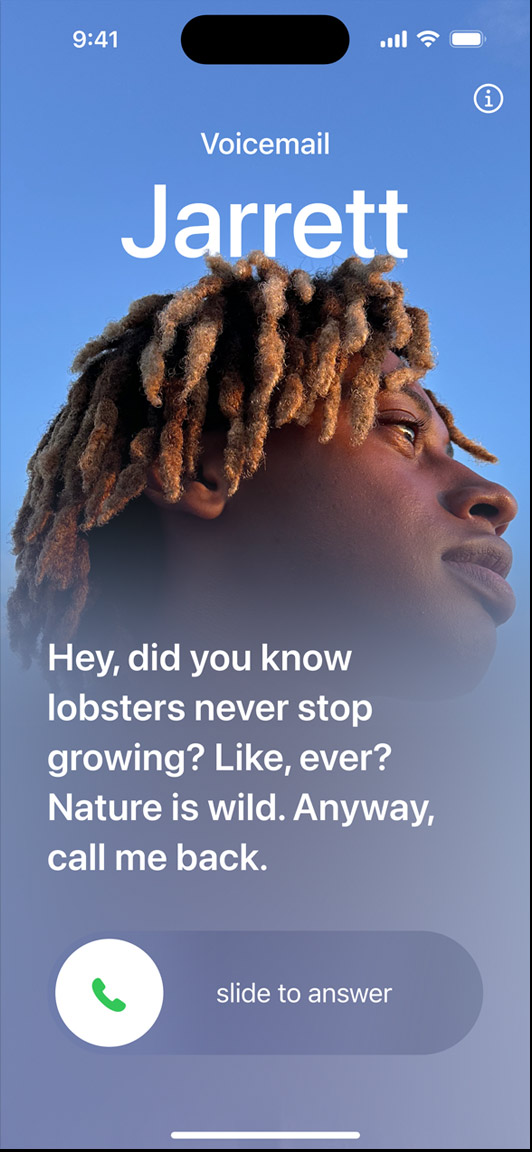 9:41
Voicemail
Jarrett
Hey, did you know
lobsters never stop
growing? Like, ever?
Nature is wild. Anyway,
call me back.
slide to answer